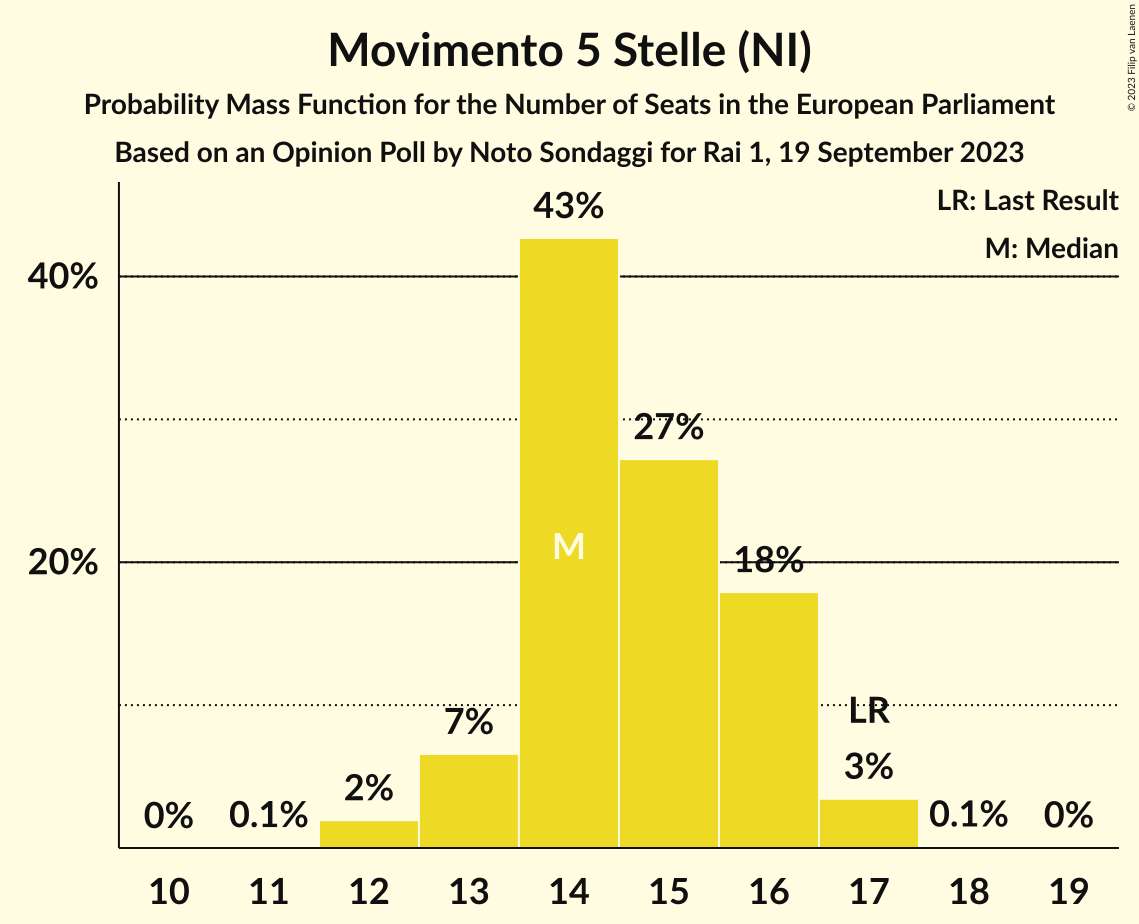 Movimento 5 Stelle (NI)
Probability Mass Function for the Number of Seats in the European Parliament
Based on an Opinion Poll by Noto Sondaggi for Rai 1, 19 September 2023
© 2023 Filip van Laenen
LR: Last Result
M: Median
43%
40%
27%
M
20%
18%
LR
7%
3%
2%
0%
0.1%
0.1%
0%
10 11 12 13 14 15 16 17 18 19